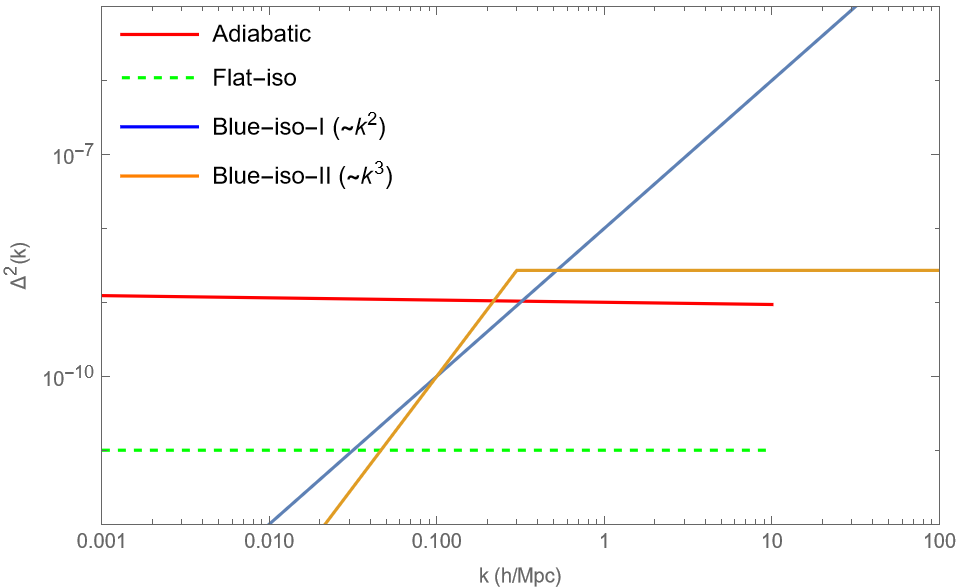 Adiabatic
Flat-iso
Blue-iso-I (~k²)
Blue-iso-II (~k³)
10⁻⁷
10⁻¹⁰
Δ²(k)
0.001 0.010 0.100 1 10 100
k (h/Mpc)